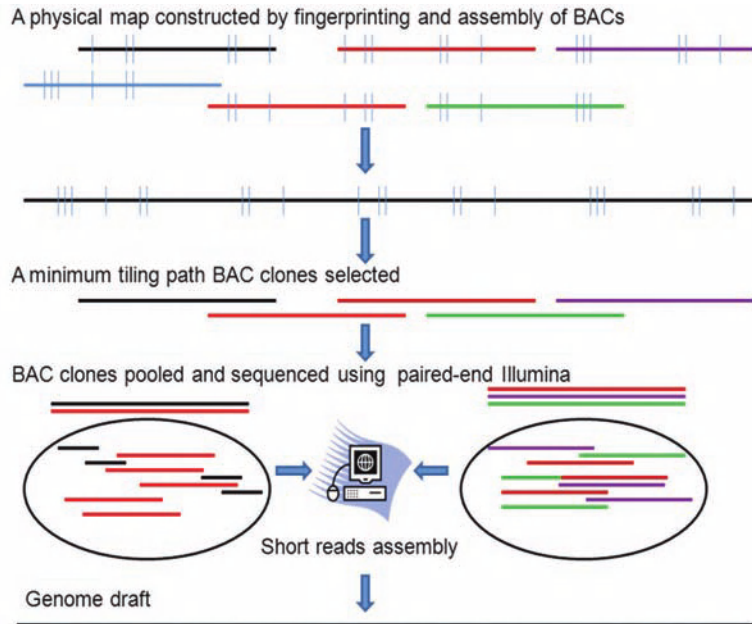 A physical map constructed by fingerprinting and assembly of BACs
A minimum tiling path BAC clones selected
BAC clones pooled and sequenced using paired-end Illumina
Short reads assembly
Genome draft